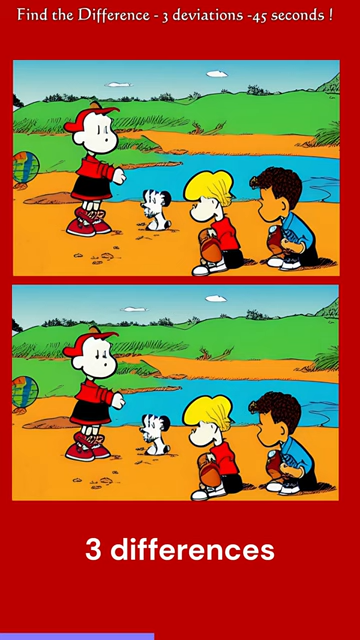 Find the Difference - 3 deviations -45 seconds !
3 differences